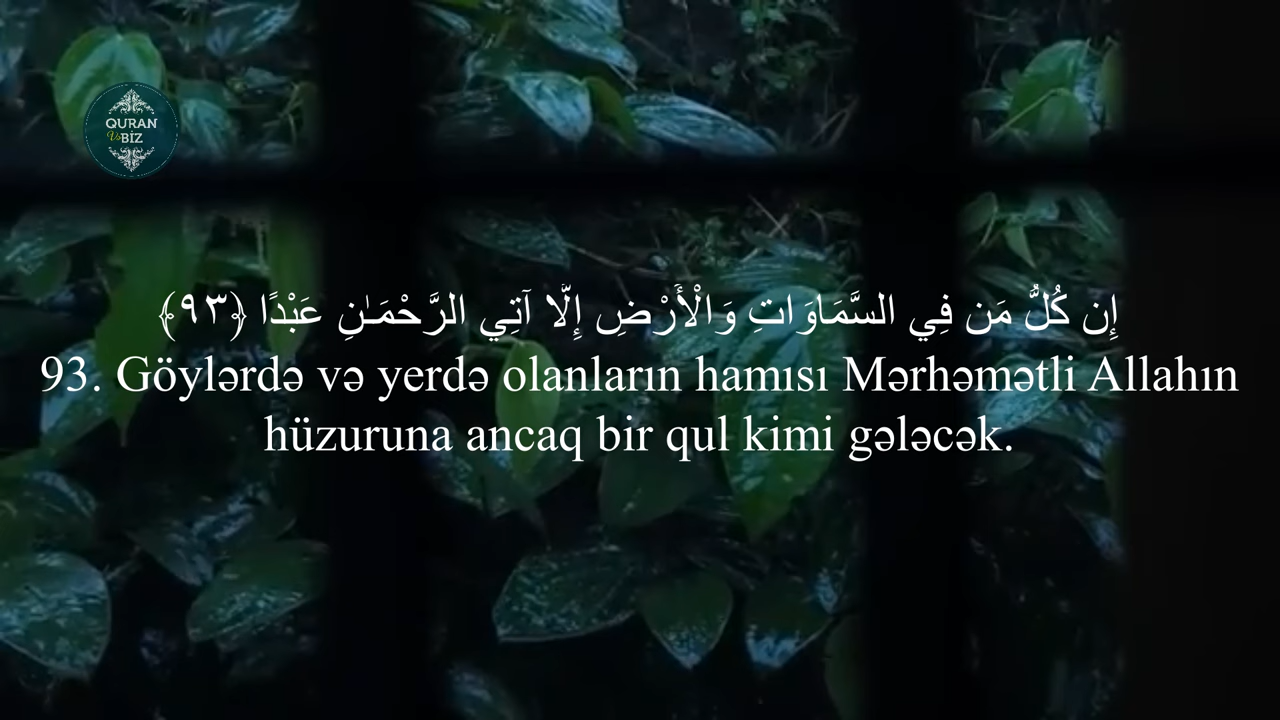 QURAN
Və BİZ
إِن كُلُّ مَن فِي السَّمَاوَاتِ وَالْأَرْضِ إِلَّا آتِي الرَّحْمَـٰنِ عَبْدًا ﴿٩٣﴾
93. Göylərdə və yerdə olanların hamısı Mərhəmətli Allahın
hüzuruna ancaq bir qul kimi gələcək.